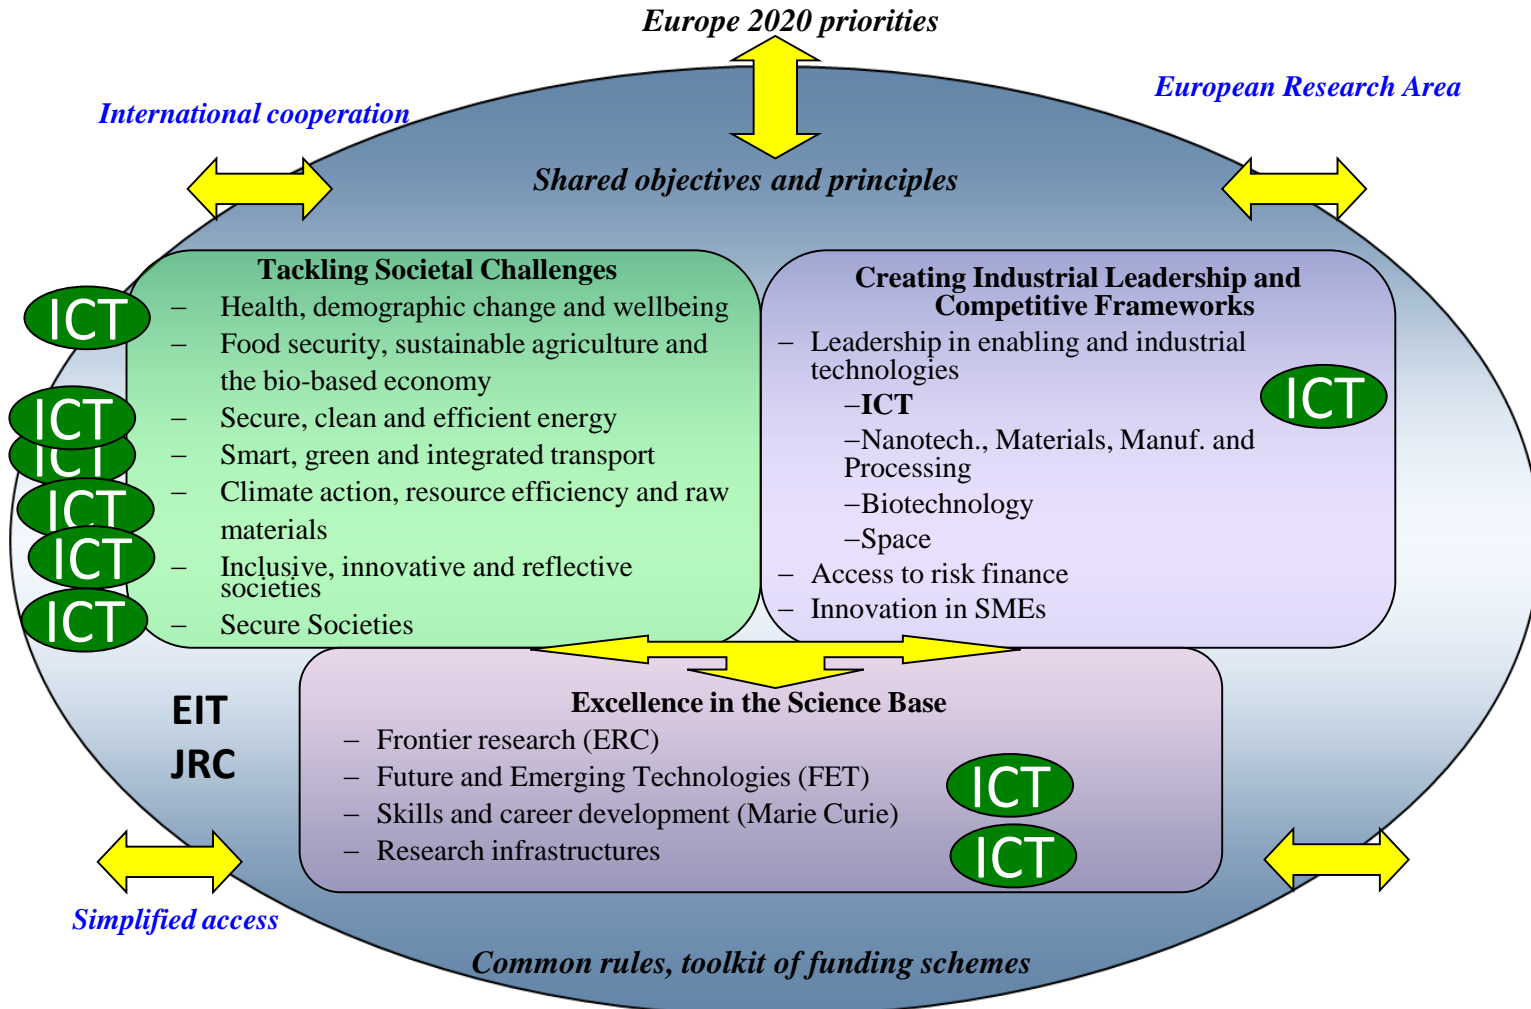 Europe 2020 priorities
International cooperation
European Research Area
Shared objectives and principles
Tackling Societal Challenges
ICT
– Health, demographic change and wellbeing
– Food security, sustainable agriculture and
the bio-based economy
ICT
– Secure, clean and efficient energy
ICT
– Smart, green and integrated transport
ICT
– Climate action, resource efficiency and raw
materials
ICT
– Inclusive, innovative and reflective
societies
ICT
– Secure Societies
Creating Industrial Leadership and
Competitive Frameworks
– Leadership in enabling and industrial
technologies
ICT
–ICT
–Nanotech., Materials, Manuf. and
Processing
–Biotechnology
–Space
– Access to risk finance
– Innovation in SMEs
EIT
JRC
Excellence in the Science Base
– Frontier research (ERC)
– Future and Emerging Technologies (FET)
ICT
– Skills and career development (Marie Curie)
– Research infrastructures
ICT
Simplified access
Common rules, toolkit of funding schemes